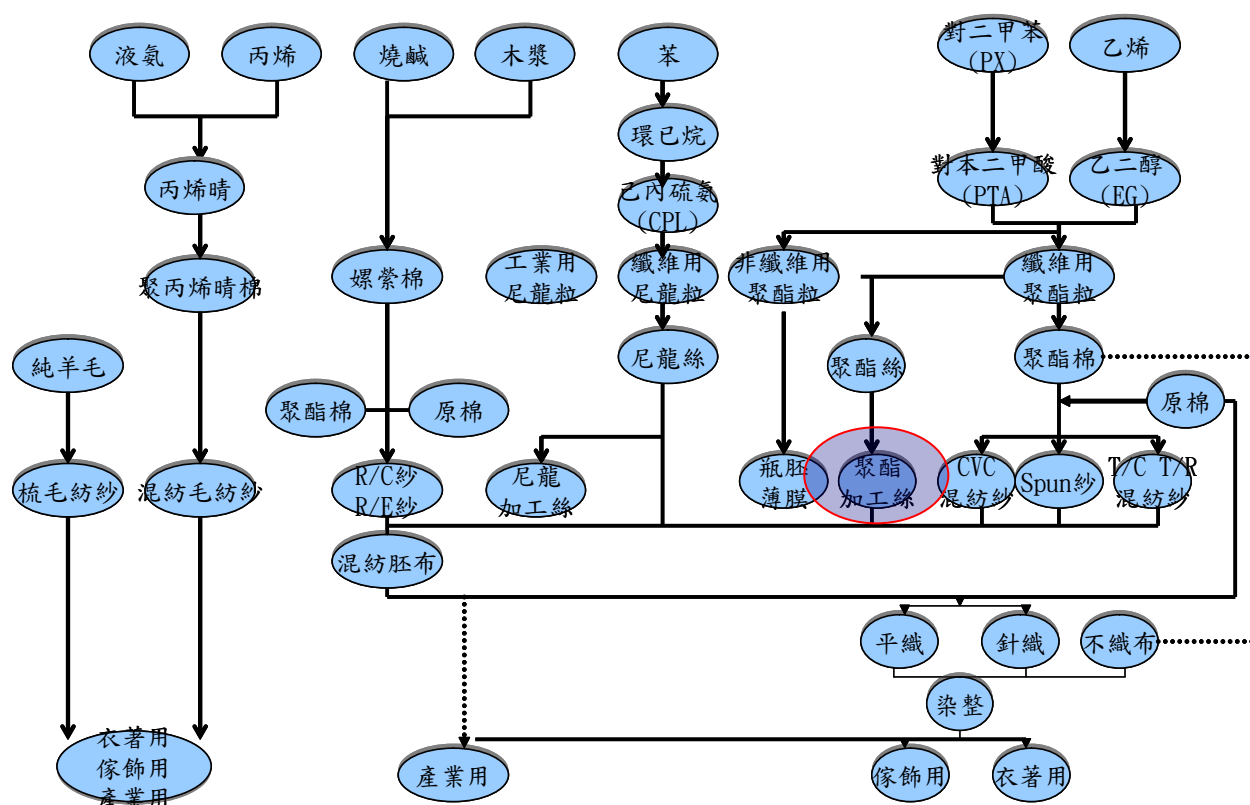 液氨
丙烯
燒鹹
木漿
苯
對二甲苯
(PX)
乙烯
環已烷
丙烯晴
己內硫氨
(CPL)
對本二甲酸
(PTA)
乙二醇
(EG)
聚丙烯晴棉
嫘縈棉
工業用
尼龍粒
纖維用
尼龍粒
非纖維用
聚酯粒
纖維用
聚酯粒
純羊毛
尼龍絲
聚酯絲
聚酯棉
聚酯棉
原棉
原棉
梳毛紡紗
混紡毛紡紗
R/C紗
R/E紗
尼龍
加工絲
瓶胚
薄膜
聚酯
加工絲
CVC
混紡紗
Spun紗
T/C T/R
混紡紗
混紡胚布
平織
針織
不織布
染整
衣著用
傢飾用
產業用
產業用
傢飾用
衣著用